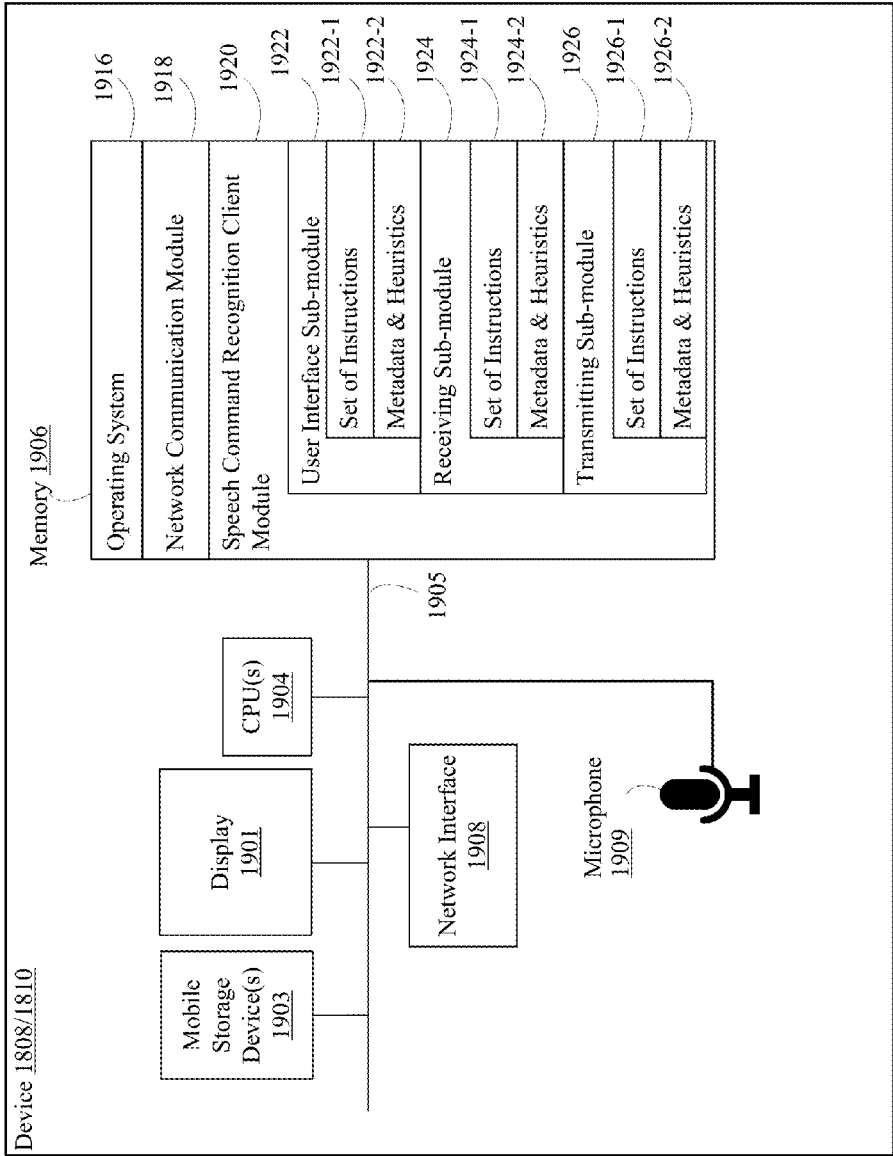 Device 1808/1810
Mobile
Storage
Device(s)
1903
Display
1901
CPU(s)
1904
Network Interface
1908
Microphone
1909
1905
Memory 1906
Operating System
1916
Network Communication Module
1918
Speech Command Recognition Client
Module
1920
User Interface Sub-module
1922
Set of Instructions
1922-1
Metadata & Heuristics
1922-2
Receiving Sub-module
1924
Set of Instructions
1924-1
Metadata & Heuristics
1924-2
Transmitting Sub-module
1926
Set of Instructions
1926-1
Metadata & Heuristics
1926-2